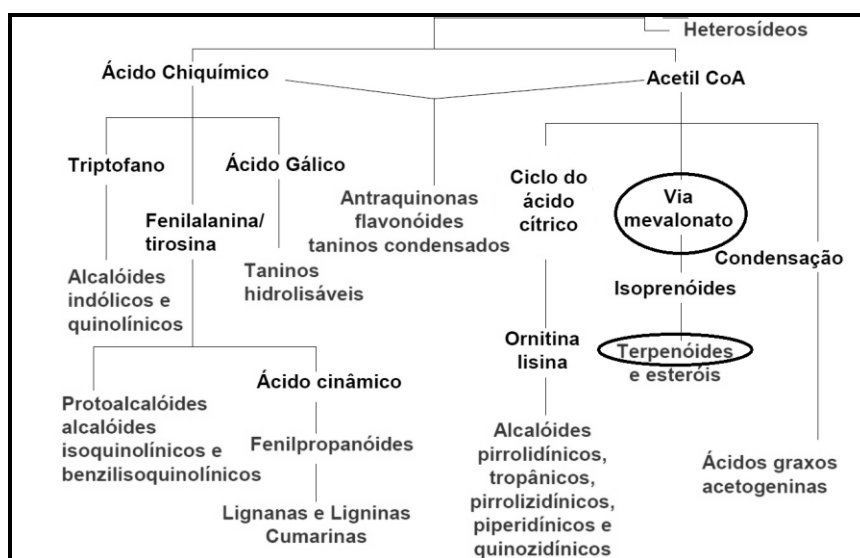 Heterosídeos
Ácido Chiquímico
Acetil CoA
Triptofano
Ácido Gálico
Fenilalanina/
tirosina
Antraquinonas
flavonóides
taninos condensados
Ciclo do
ácido
cítrico
Via
mevalonato
Condensação
Alcalóides
indólicos e
quinolínicos
Taninos
hidrolisáveis
Isoprenóides
Ornitina
lisina
Terpenóides
e esteróis
Protoalcalóides
alcalóides
isoquinolínicos e
benzilisoquinolínicos
Ácido cinâmico
Fenilpropanóides
Lignanas e Ligninas
Cumarinas
Alcalóides
pirrolidínicos,
tropânicos,
pirrolizidínicos,
piperidínicos e
quinozidínicos
Ácidos graxos
acetogeninas